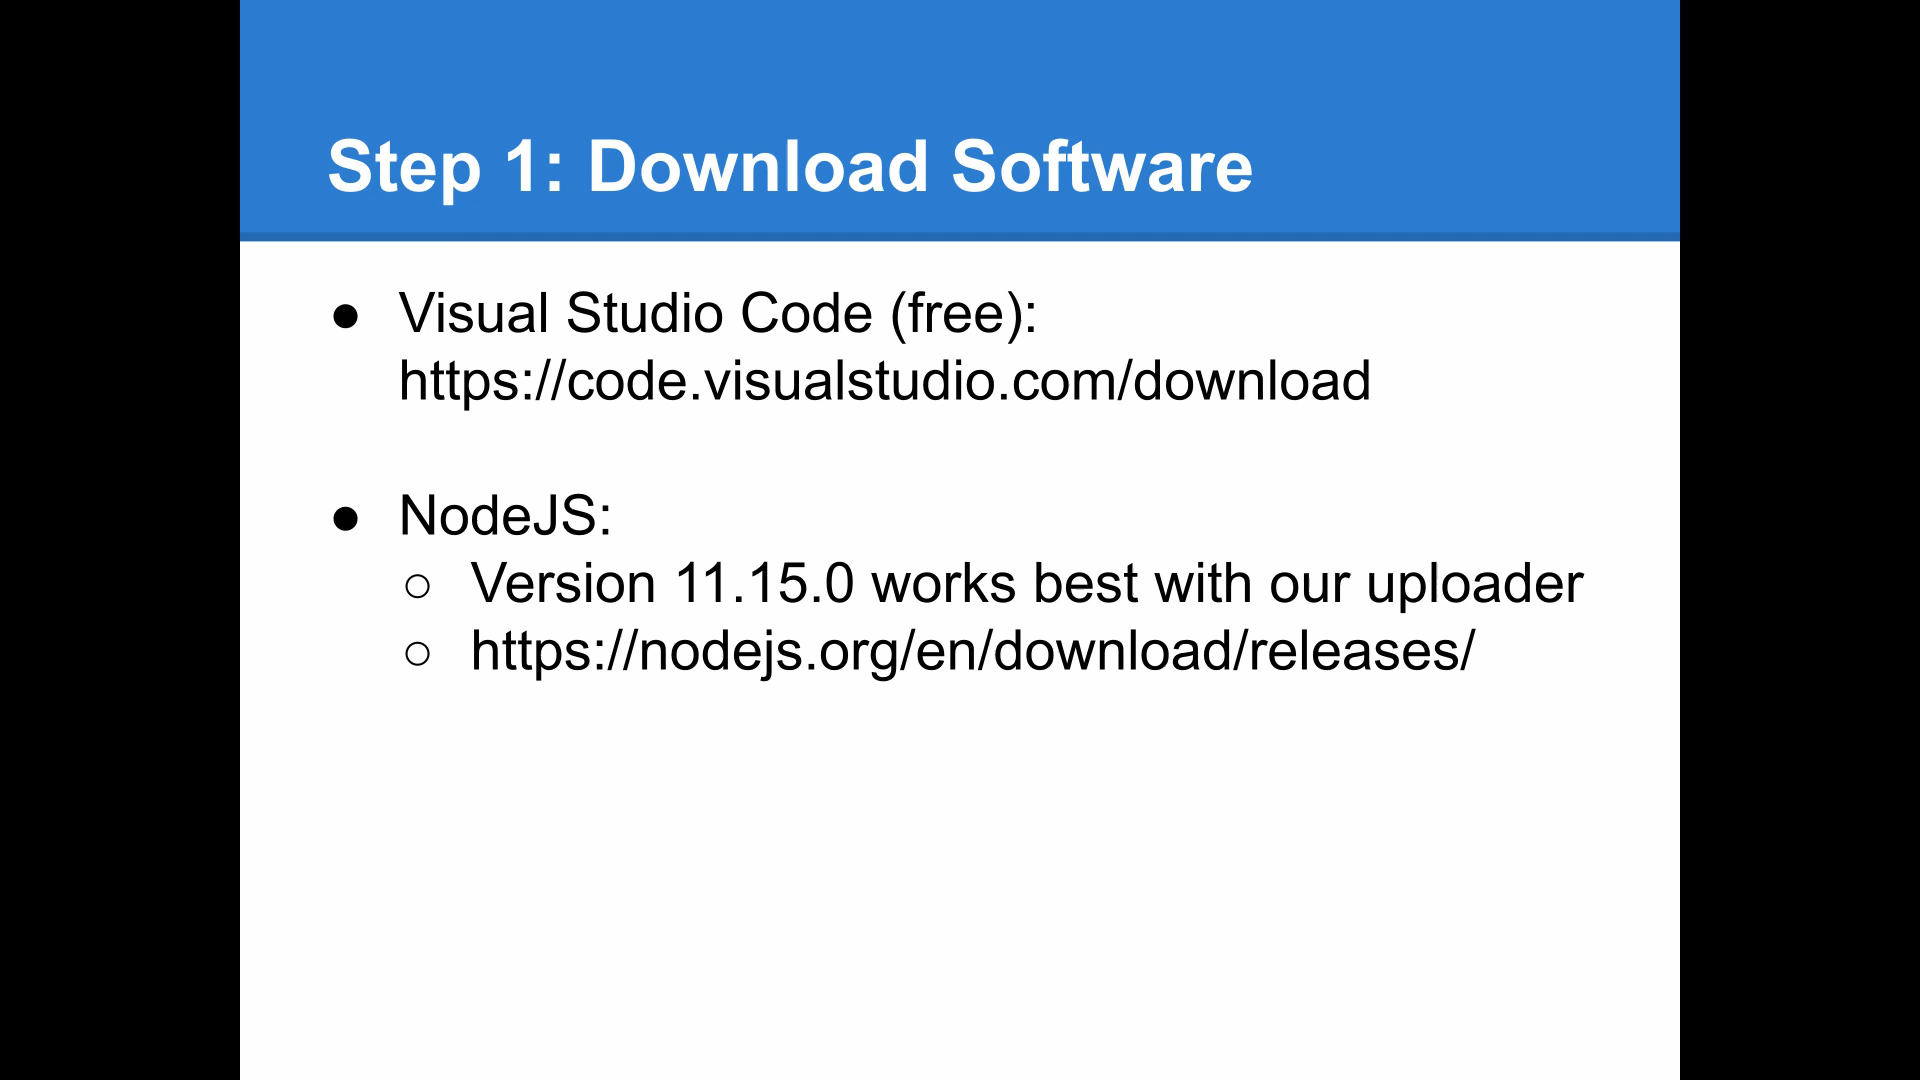 Step 1: Download Software
● Visual Studio Code (free):
https://code.visualstudio.com/download
● NodeJS:
○ Version 11.15.0 works best with our uploader
○ https://nodejs.org/en/download/releases/